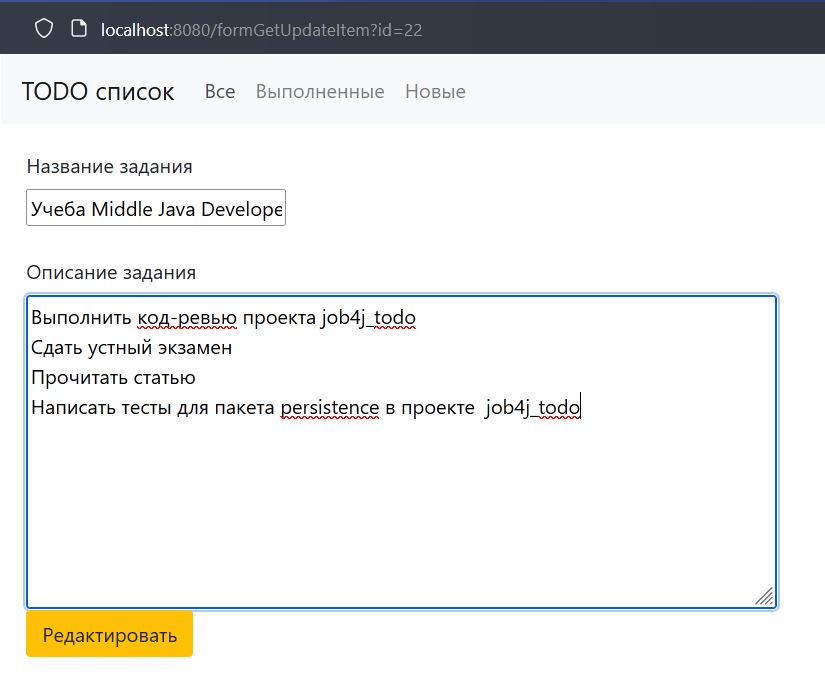 localhost:8080/formGetUpdateItem?id=22
TODO список Все Выполненные Новые
Название задания
Учеба Middle Java Develope
Описание задания
Выполнить код-ревью проекта job4j_todo
Сдать устный экзамен
Прочитать статью
Написать тесты для пакета persistence в проекте  job4j_todo
Редактировать